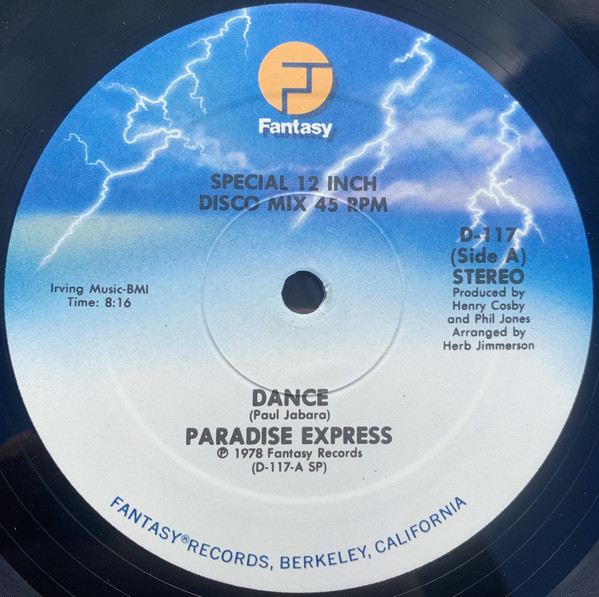 Fantasy
SPECIAL 12 INCH
DISCO MIX 45 RPM
D-117
(Side A)
STEREO
Produced by
Henry Cosby
and Phil Jones
Arranged by
Herb Jimmerson
Irving Music-BMI
Time: 8:16
DANCE
(Paul Jabara)
PARADISE EXPRESS
℗ 1978 Fantasy Records
(D-117-A SP)
FANTASY® RECORDS, BERKELEY, CALIFORNIA